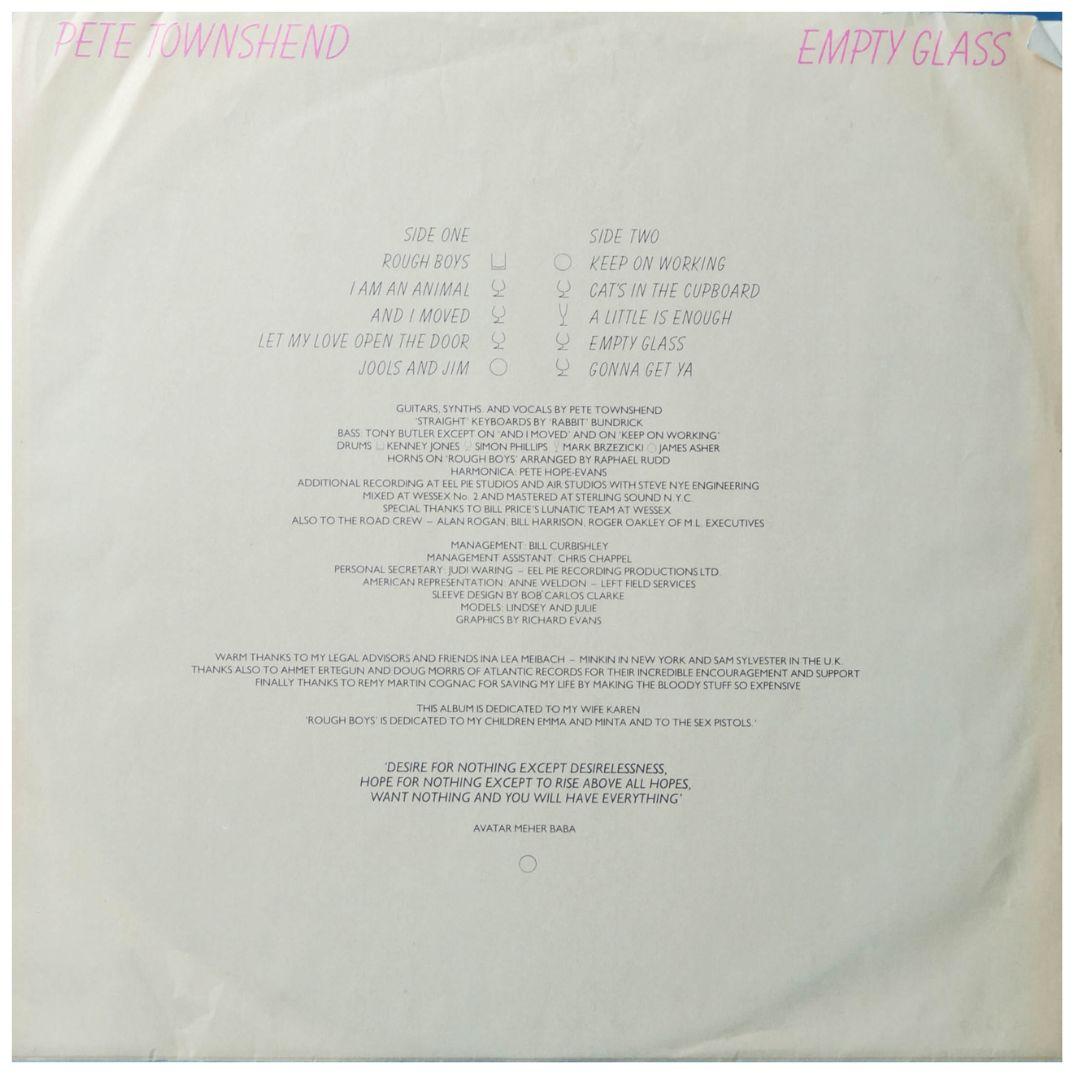 PETE TOWNSHEND
EMPTY GLASS
SIDE ONE
ROUGH BOYS
I AM AN ANIMAL
AND I MOVED
LET MY LOVE OPEN THE DOOR
JOOLS AND JIM
SIDE TWO
KEEP ON WORKING
CATS IN THE CUPBOARD
A LITTLE IS ENOUGH
EMPTY GLASS
GONNA GET YA
GUITARS, SYNTHS. AND VOCALS BY PETE TOWNSHEND
'STRAIGHT' KEYBOARDS BY 'RABBIT' BUNDRICK
BASS: TONY BUTLER EXCEPT ON 'AND I MOVED' AND ON 'KEEP ON WORKING'
DRUMS KENNEY JONES SIMON PHILLIPS MARK BRZEZICKI JAMES ASHER
HORNS ON 'ROUGH BOYS' ARRANGED BY RAPHAEL RUDD
HARMONICA: PETE HOPE-EVANS
ADDITIONAL RECORDING AT EEL PIE STUDIOS AND AIR STUDIOS WITH STEVE NYE ENGINEERING
MIXED AT WESSEX No. 2 AND MASTERED AT STERLING SOUND N.Y.C.
SPECIAL THANKS TO BILL PRICE'S LUNATIC TEAM AT WESSEX
ALSO TO THE ROAD CREW – ALAN ROGAN, BILL HARRISON, ROGER OAKLEY OF M.L. EXECUTIVES
MANAGEMENT: BILL CURBISHLEY
MANAGEMENT ASSISTANT: CHRIS CHAPPEL
PERSONAL SECRETARY: JUDI WARING – EEL PIE RECORDING PRODUCTIONS LTD.
AMERICAN REPRESENTATION: ANNE WELDON – LEFT FIELD SERVICES
SLEEVE DESIGN BY BOB CARLOS CLARKE
MODELS: LINDSEY AND JULIE
GRAPHICS BY RICHARD EVANS
WARM THANKS TO MY LEGAL ADVISORS AND FRIENDS INA LEA MEIBACH – MINKIN IN NEW YORK AND SAM SYLVESTER IN THE U.K.
THANKS ALSO TO AHMET ERTEGUN AND DOUG MORRIS OF ATLANTIC RECORDS FOR THEIR INCREDIBLE ENCOURAGEMENT AND SUPPORT
FINALLY THANKS TO REMY MARTIN COGNAC FOR SAVING MY LIFE BY MAKING THE BLOODY STUFF SO EXPENSIVE
THIS ALBUM IS DEDICATED TO MY WIFE KAREN
'ROUGH BOYS' IS DEDICATED TO MY CHILDREN EMMA AND MINTA AND TO THE SEX PISTOLS.'
'DESIRE FOR NOTHING EXCEPT DESIRELESSNESS,
HOPE FOR NOTHING EXCEPT TO RISE ABOVE ALL HOPES,
WANT NOTHING AND YOU WILL HAVE EVERYTHING'
AVATAR MEHER BABA